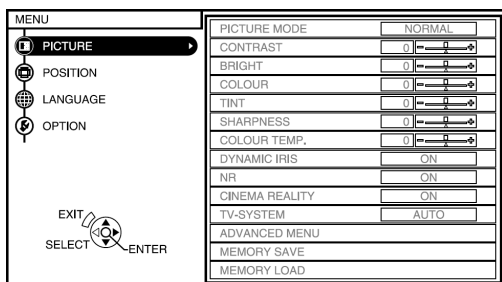 MENU
PICTURE
POSITION
LANGUAGE
OPTION
EXIT
SELECT
ENTER
PICTURE MODE NORMAL
CONTRAST 0
BRIGHT 0
COLOUR 0
TINT 0
SHARPNESS 0
COLOUR TEMP. 0
DYNAMIC IRIS ON
NR ON
CINEMA REALITY ON
TV-SYSTEM AUTO
ADVANCED MENU
MEMORY SAVE
MEMORY LOAD